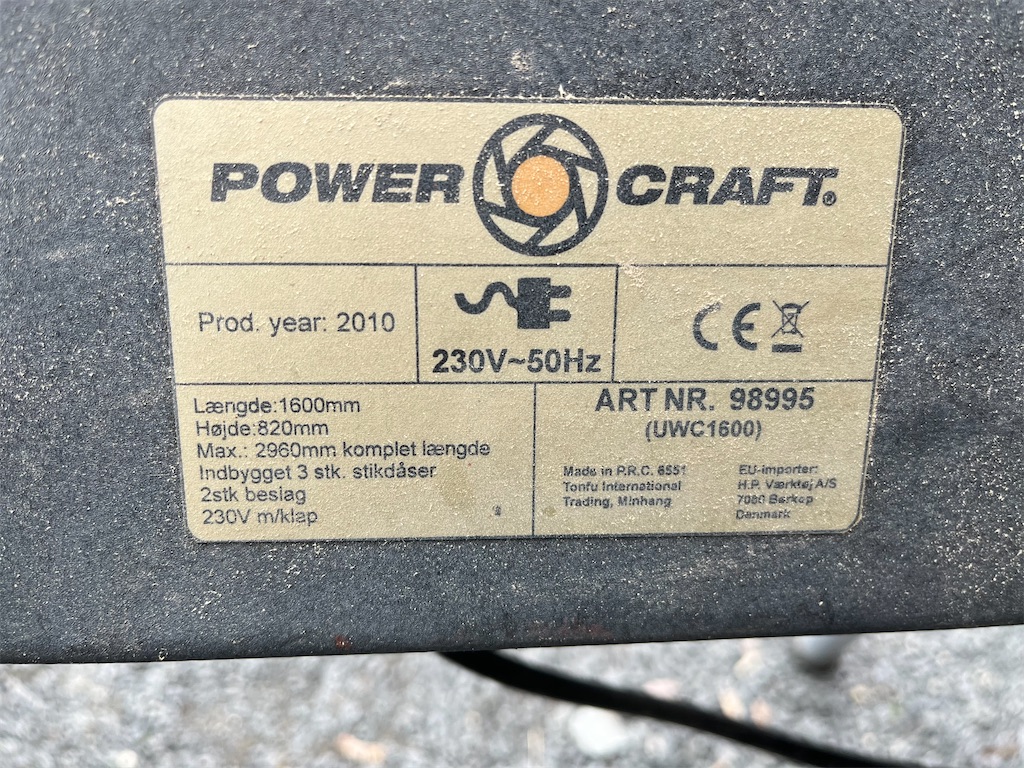 POWER CRAFT®
Prod. year: 2010
230V~50Hz
CE
Længde:1600mm
Højde:820mm
Max.: 2960mm komplet længde
Indbygget 3 stk. stikdåser
2stk beslag
230V m/klap
ART NR. 98995
(UWC1600)
Made in P.R.C. 6551
Tonfu International
Trading, Minhang
EU-importer:
H.P. Værktøj A/S
7080 Børkop
Danmark